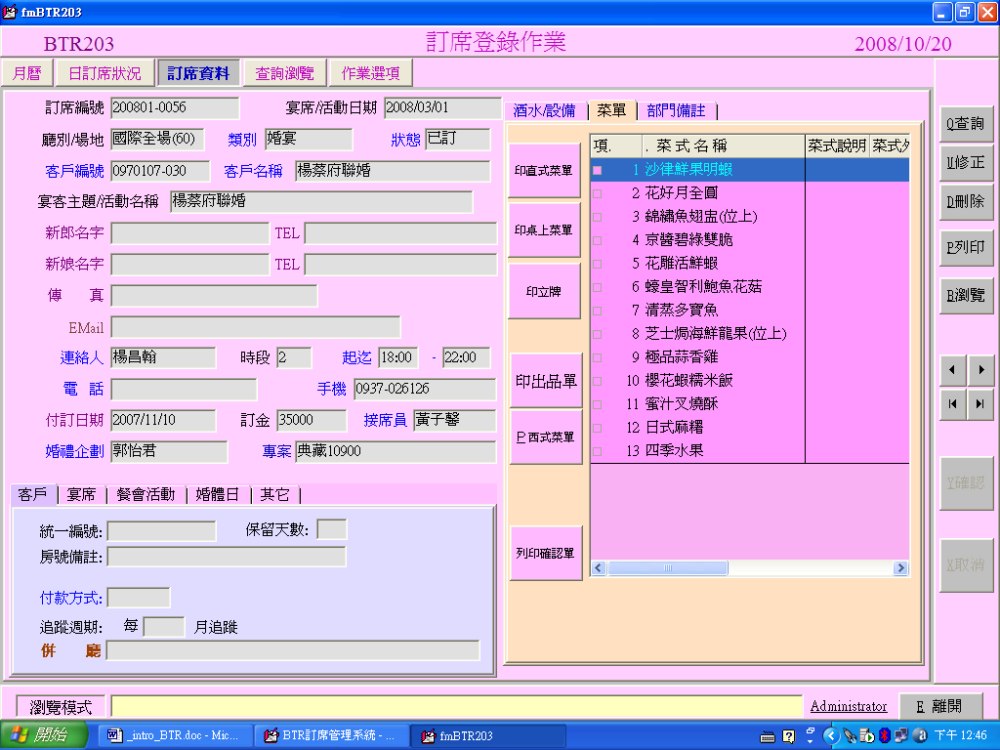 fmBTR203
BTR203 訂席登錄作業 2008/10/20
月曆 日訂席狀況 訂席資料 查詢瀏覽 作業選項
訂席編號 200801-0056 宴席/活動日期 2008/03/01
廳別/場地 國際全場(60) 類別 婚宴 狀態 已訂
客戶編號 0970107-030 客戶名稱 楊蔡府聯婚
宴客主題/活動名稱 楊蔡府聯婚
新郎名字 TEL
新娘名字 TEL
傳 真
EMail
連絡人 楊昌翰 時段 2 起迄 18:00 - 22:00
電 話 手機 0937-026126
付訂日期 2007/11/10 訂金 35000 接席員 黃子馨
婚禮企劃 郭怡君 專案 典藏10900
客戶 宴席 餐會活動 婚體日 其它
統一編號: 保留天數:
房號備註:
付款方式:
追蹤週期: 每 月追蹤
併 廳
酒水/設備 菜單 部門備註
印直式菜單
印桌上菜單
印立牌
印出品單
P西式菜單
列印確認單
項. . 菜 式 名 稱 菜式說明 菜式外
1 沙律鮮果明蝦
2 花好月全圓
3 錦繡魚翅盅(位上)
4 京醬碧綠雙脆
5 花雕活鮮蝦
6 蠔皇智利鮑魚花菇
7 清蒸多寶魚
8 芝士焗海鮮龍果(位上)
9 極品蒜香雞
10 櫻花蝦糯米飯
11 蜜汁叉燒酥
12 日式麻糬
13 四季水果
Q查詢
U修正
D刪除
P列印
B瀏覽
Y確認
X取消
瀏覽模式 Administrator E 離開
開始 _intro_BTR.doc - Mic... BTR訂席管理系統 - ... fmBTR203 下午 12:46